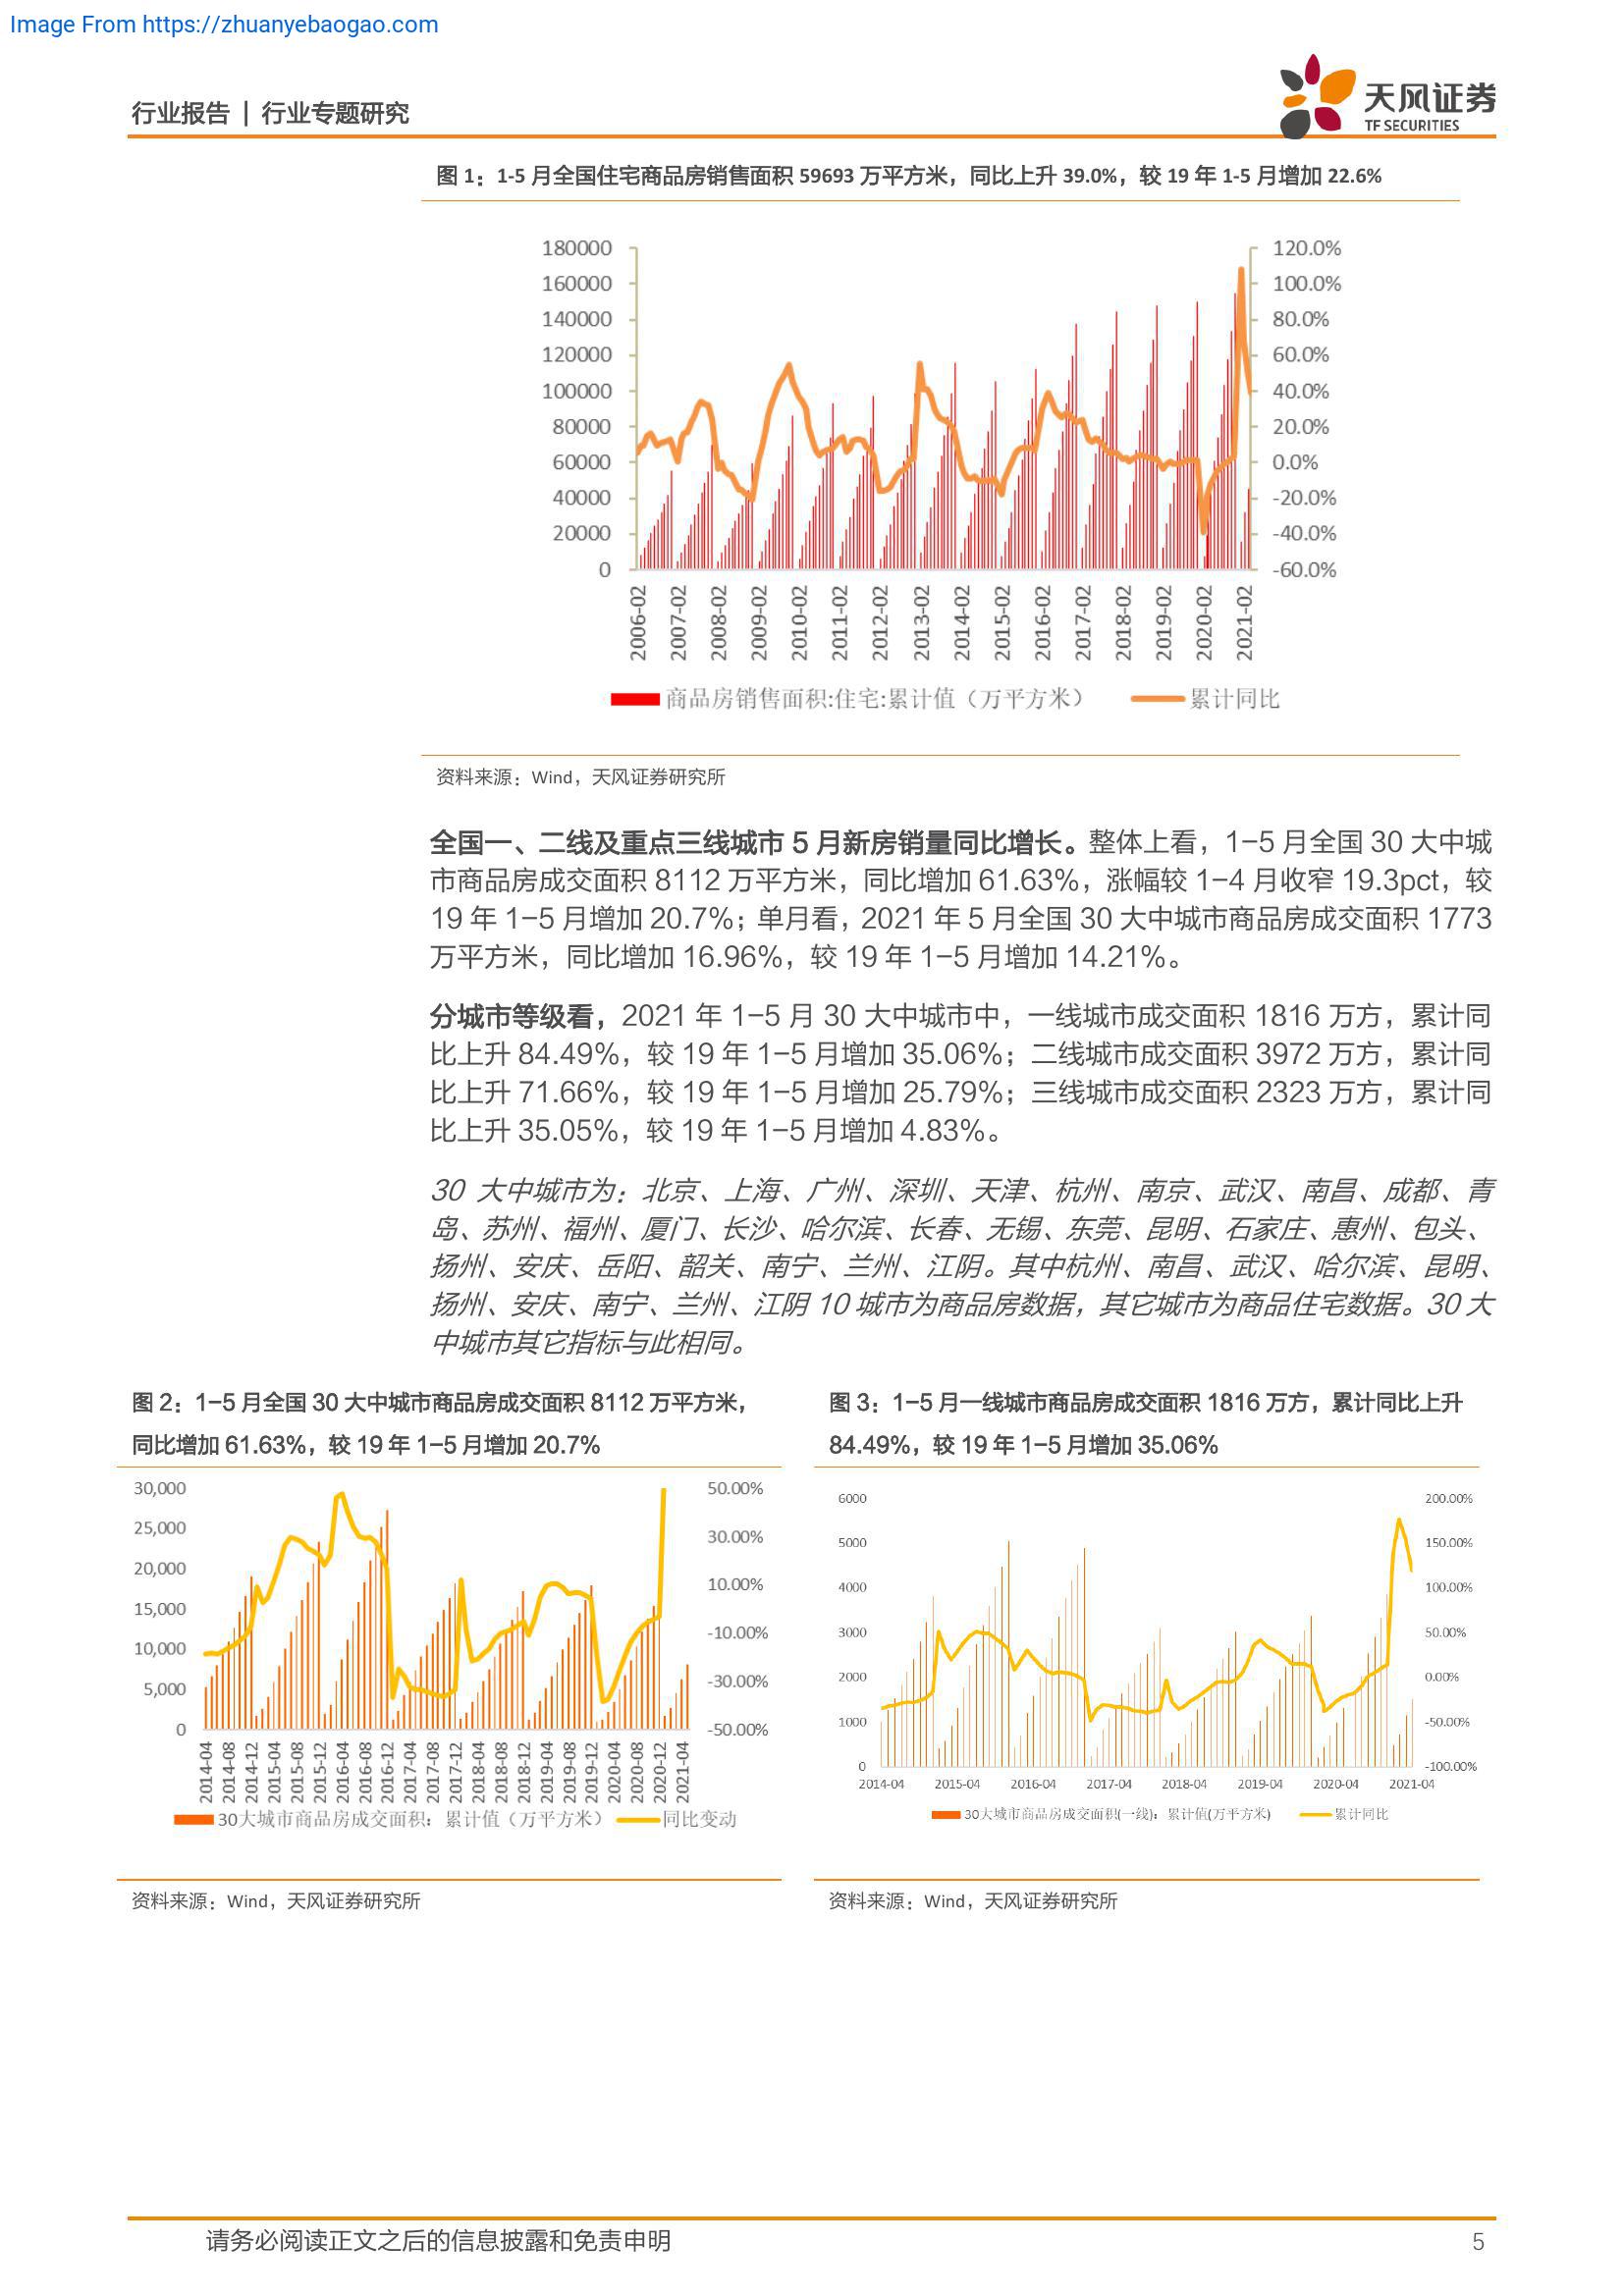 Image From https://zhuanyebaogao.com
行业报告 | 行业专题研究
天风证券
TF SECURITIES
图 1：1-5 月全国住宅商品房销售面积 59693 万平方米，同比上升 39.0%，较 19 年 1-5 月增加 22.6%
180000
160000
140000
120000
100000
80000
60000
40000
20000
0
120.0%
100.0%
80.0%
60.0%
40.0%
20.0%
0.0%
-20.0%
-40.0%
-60.0%
2006-02
2007-02
2008-02
2009-02
2010-02
2011-02
2012-02
2013-02
2014-02
2015-02
2016-02
2017-02
2018-02
2019-02
2020-02
2021-02
商品房销售面积:住宅:累计值（万平方米） 累计同比
资料来源：Wind，天风证券研究所
全国一、二线及重点三线城市 5 月新房销量同比增长。整体上看，1-5 月全国 30 大中城
市商品房成交面积 8112 万平方米，同比增加 61.63%，涨幅较 1-4 月收窄 19.3pct，较
19 年 1-5 月增加 20.7%；单月看，2021 年 5 月全国 30 大中城市商品房成交面积 1773
万平方米，同比增加 16.96%，较 19 年 1-5 月增加 14.21%。
分城市等级看，2021 年 1-5 月 30 大中城市中，一线城市成交面积 1816 万方，累计同
比上升 84.49%，较 19 年 1-5 月增加 35.06%；二线城市成交面积 3972 万方，累计同
比上升 71.66%，较 19 年 1-5 月增加 25.79%；三线城市成交面积 2323 万方，累计同
比上升 35.05%，较 19 年 1-5 月增加 4.83%。
30 大中城市为：北京、上海、广州、深圳、天津、杭州、南京、武汉、南昌、成都、青
岛、苏州、福州、厦门、长沙、哈尔滨、长春、无锡、东莞、昆明、石家庄、惠州、包头、
扬州、安庆、岳阳、韶关、南宁、兰州、江阴。其中杭州、南昌、武汉、哈尔滨、昆明、
扬州、安庆、南宁、兰州、江阴 10 城市为商品房数据，其它城市为商品住宅数据。30 大
中城市其它指标与此相同。
图 2：1-5 月全国 30 大中城市商品房成交面积 8112 万平方米，
同比增加 61.63%，较 19 年 1-5 月增加 20.7%
30,000
25,000
20,000
15,000
10,000
5,000
0
50.00%
30.00%
10.00%
-10.00%
-30.00%
-50.00%
2014-04
2014-08
2014-12
2015-04
2015-08
2015-12
2016-04
2016-08
2016-12
2017-04
2017-08
2017-12
2018-04
2018-08
2018-12
2019-04
2019-08
2019-12
2020-04
2020-08
2020-12
2021-04
30大城市商品房成交面积：累计值（万平方米） 同比变动
资料来源：Wind，天风证券研究所
图 3：1-5 月一线城市商品房成交面积 1816 万方，累计同比上升
84.49%，较 19 年 1-5 月增加 35.06%
6000
5000
4000
3000
2000
1000
0
200.00%
150.00%
100.00%
50.00%
0.00%
-50.00%
-100.00%
2014-04 2015-04 2016-04 2017-04 2018-04 2019-04 2020-04 2021-04
30大城市商品房成交面积(一线)：累计值(万平方米) 累计同比
资料来源：Wind，天风证券研究所
请务必阅读正文之后的信息披露和免责申明 5